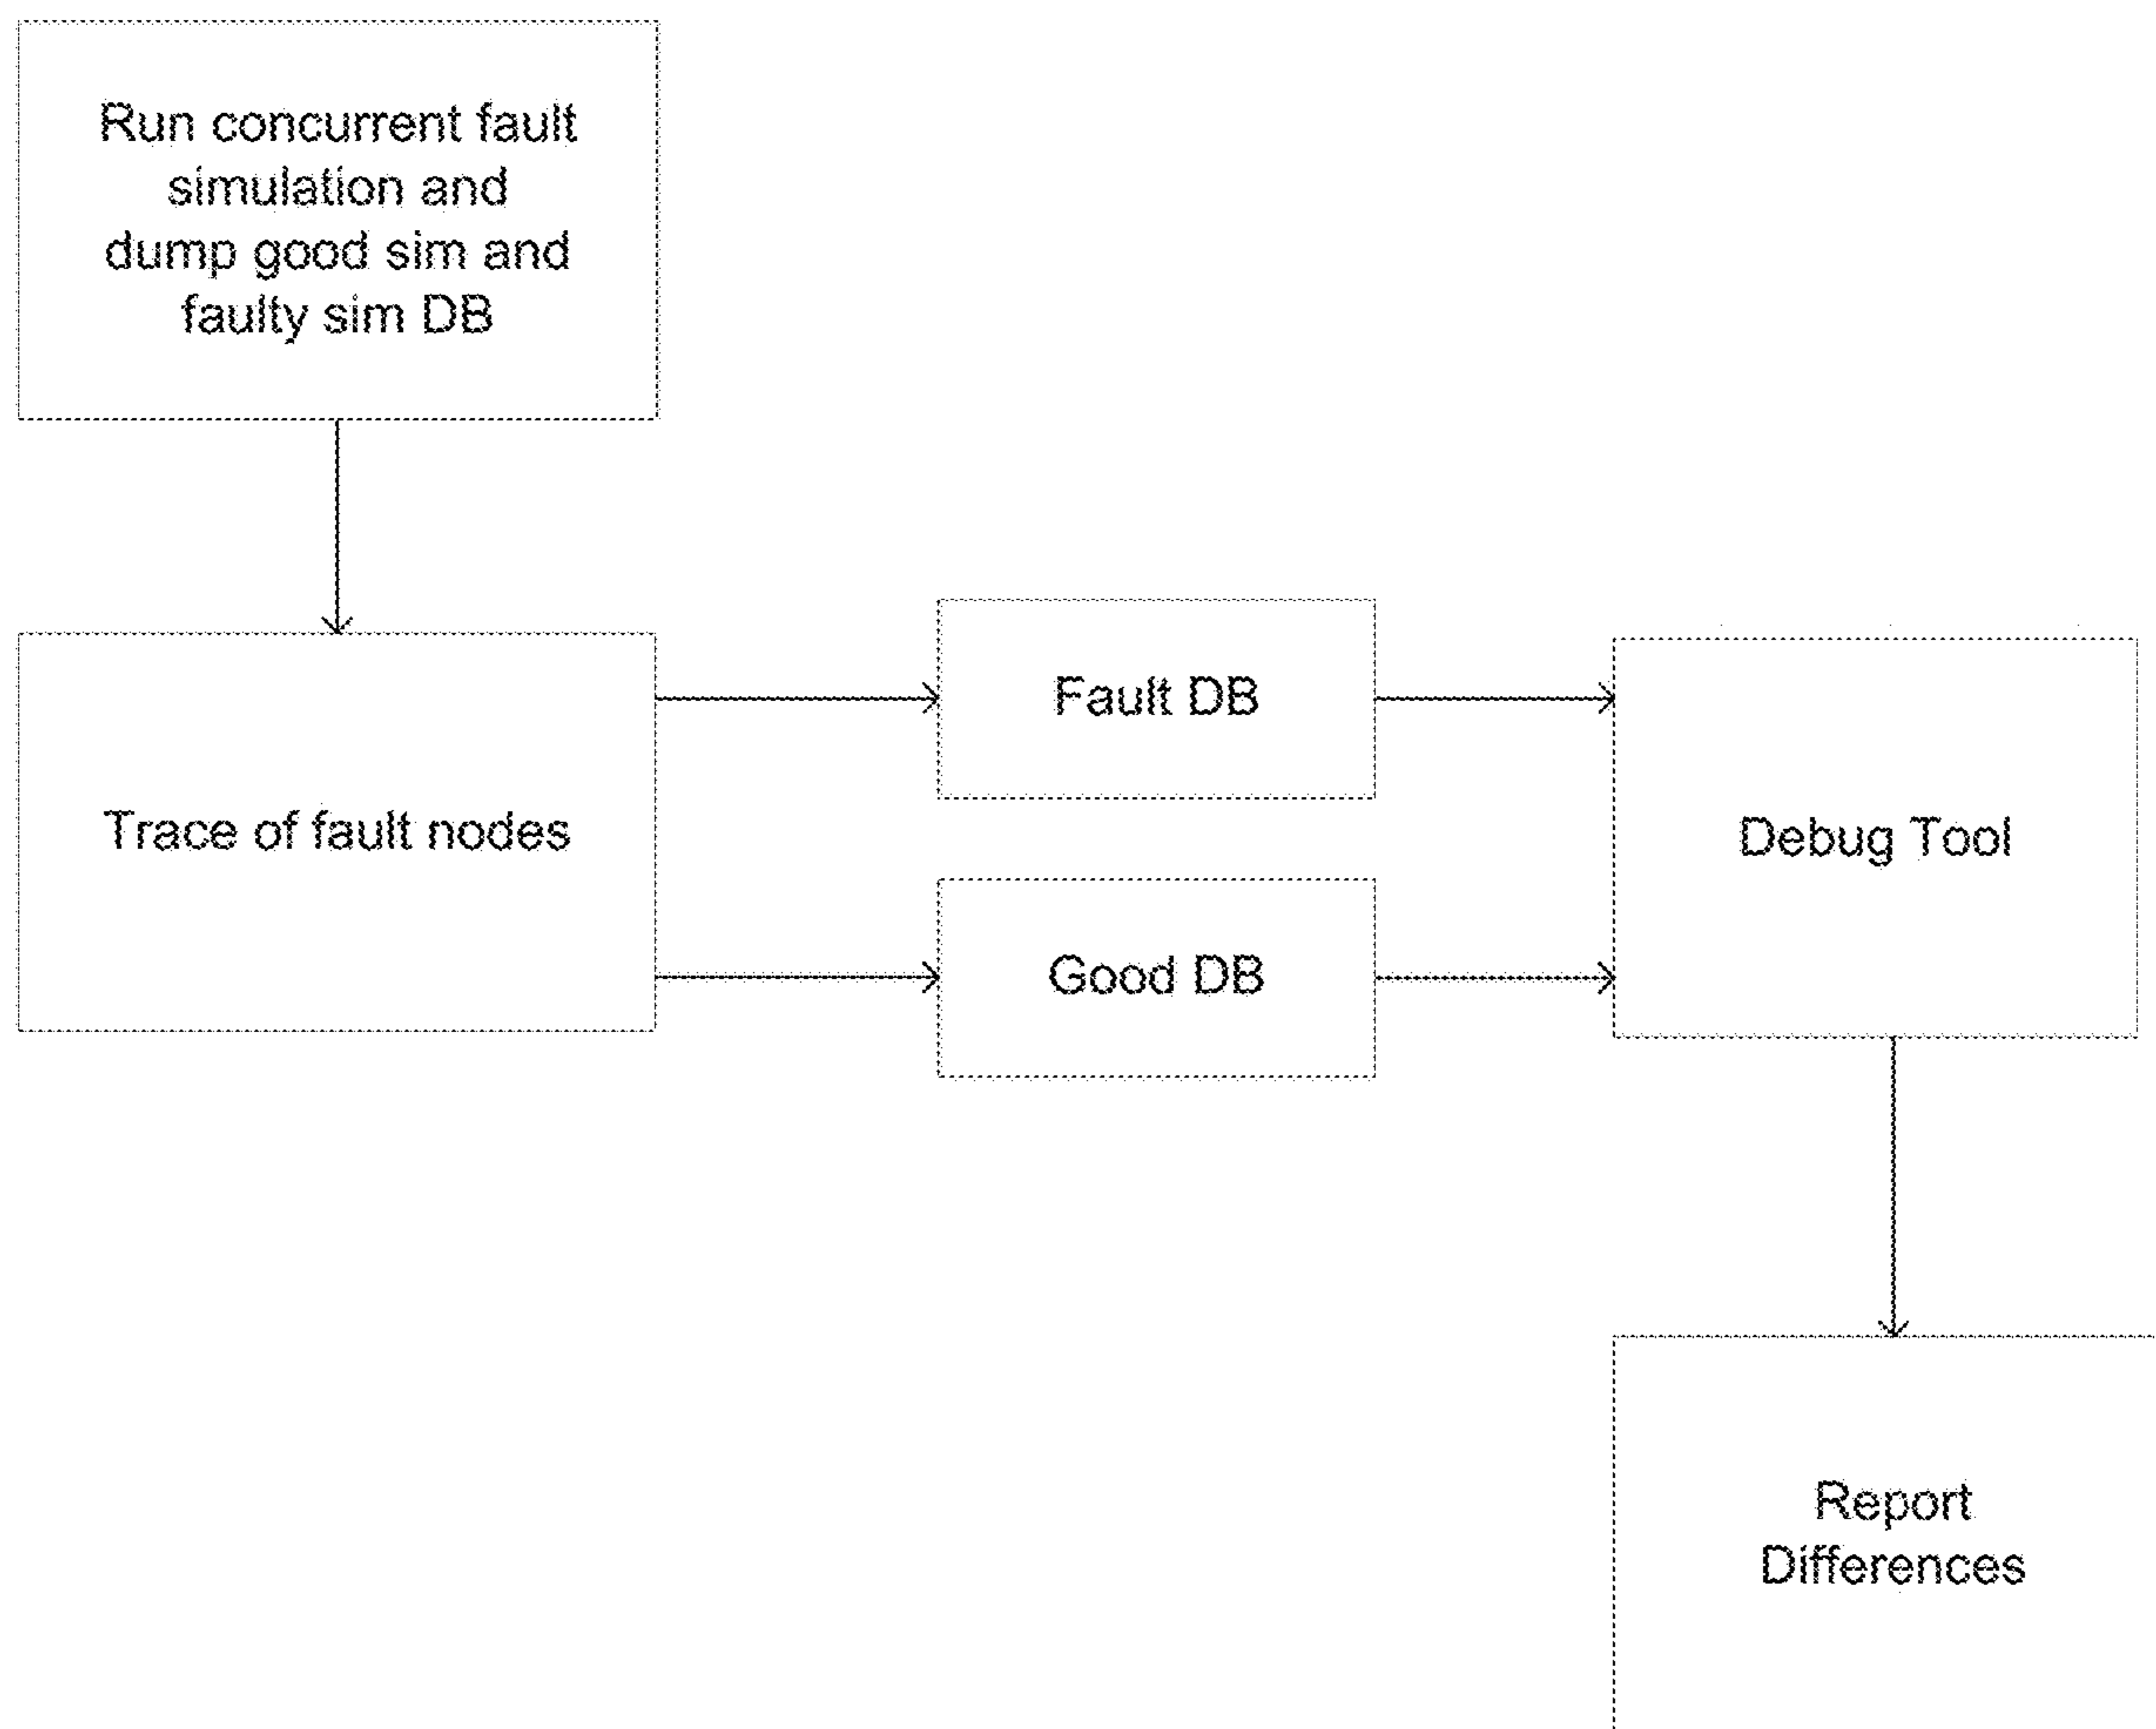 Run concurrent fault
simulation and
dump good sim and
faulty sim DB
Trace of fault nodes
Fault DB
Good DB
Debug Tool
Report
Differences